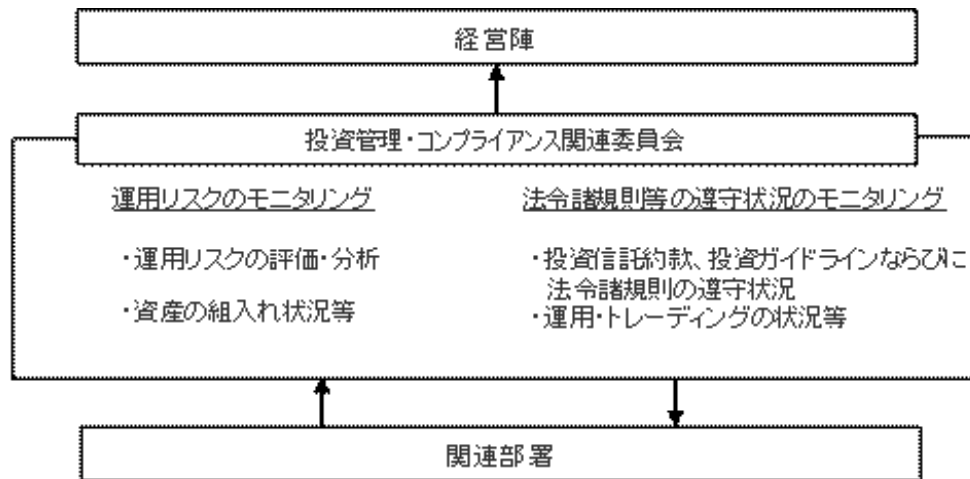 経営陣
投資管理・コンプライアンス関連委員会
運用リスクのモニタリング
・運用リスクの評価・分析
・資産の組入れ状況等
法令諸規則等の遵守状況のモニタリング
・投資信託約款、投資ガイドラインならびに
法令諸規則の遵守状況
・運用・トレーディングの状況等
関連部署